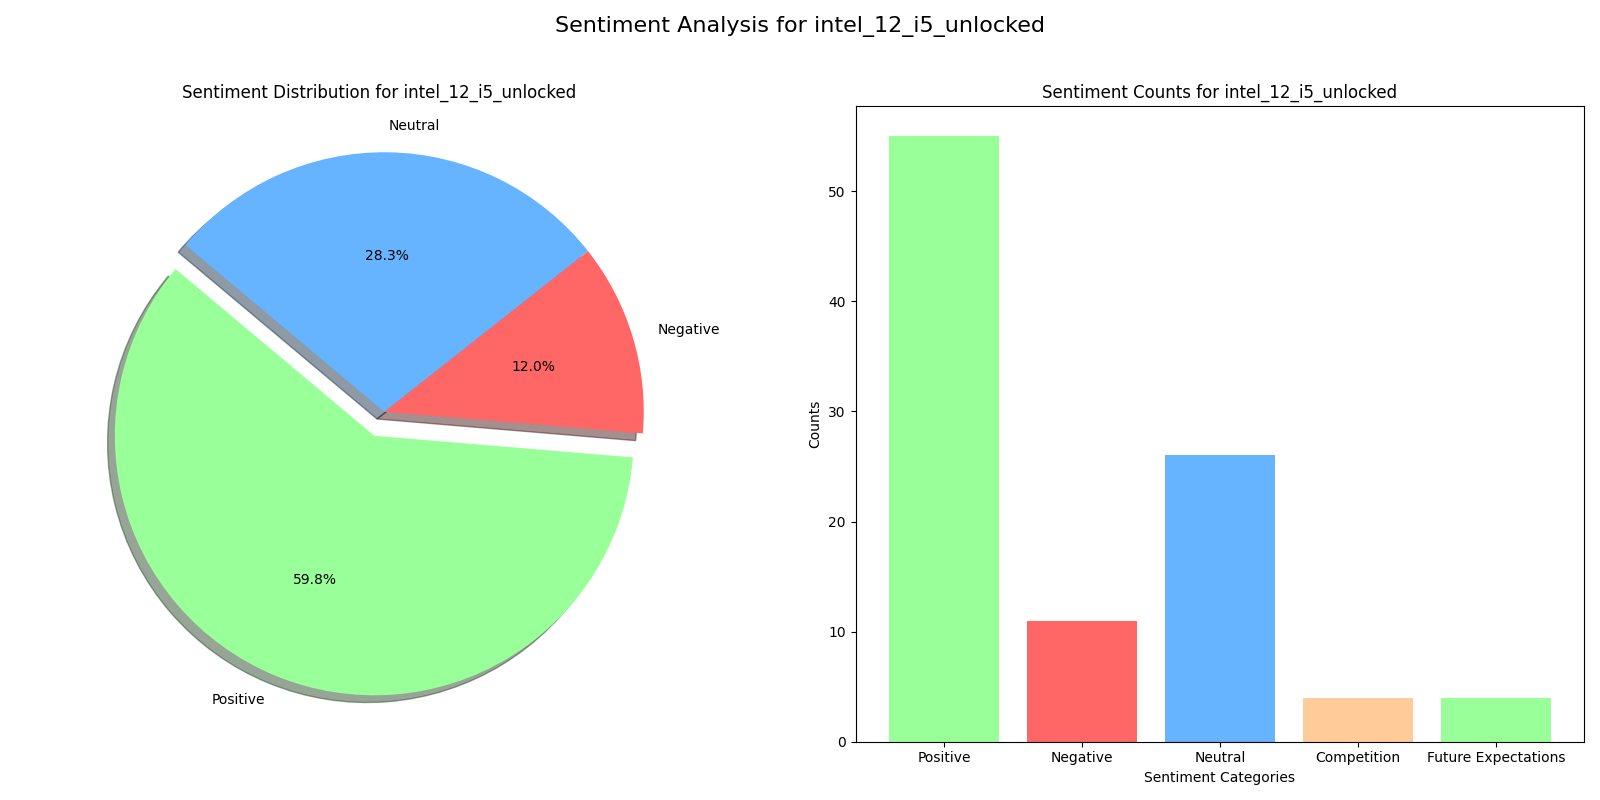 Sentiment Analysis for intel_12_i5_unlocked
Sentiment Distribution for intel_12_i5_unlocked
Neutral
28.3%
Negative
12.0%
59.8%
Positive
Sentiment Counts for intel_12_i5_unlocked
50
40
30
20
10
0
Counts
Positive
Negative
Neutral
Competition
Future Expectations
Sentiment Categories